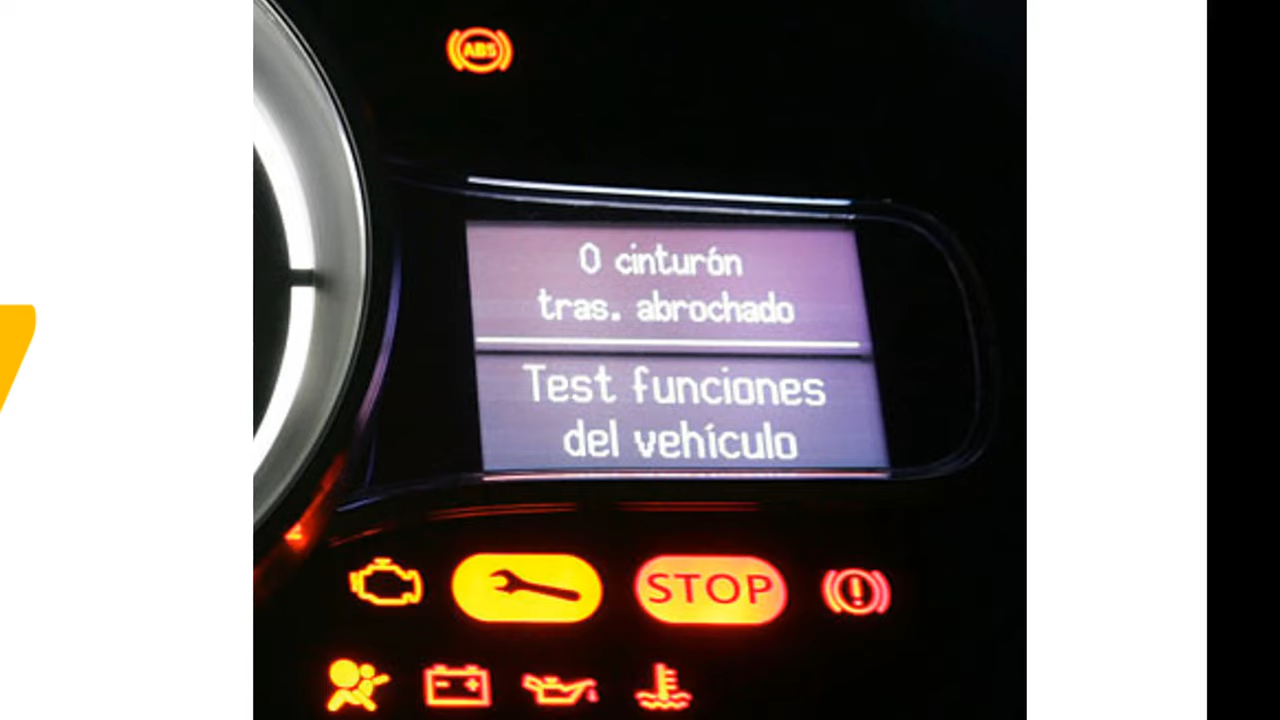 ABS
0 cinturón
tras. abrochado
Test funciones
del vehículo
STOP